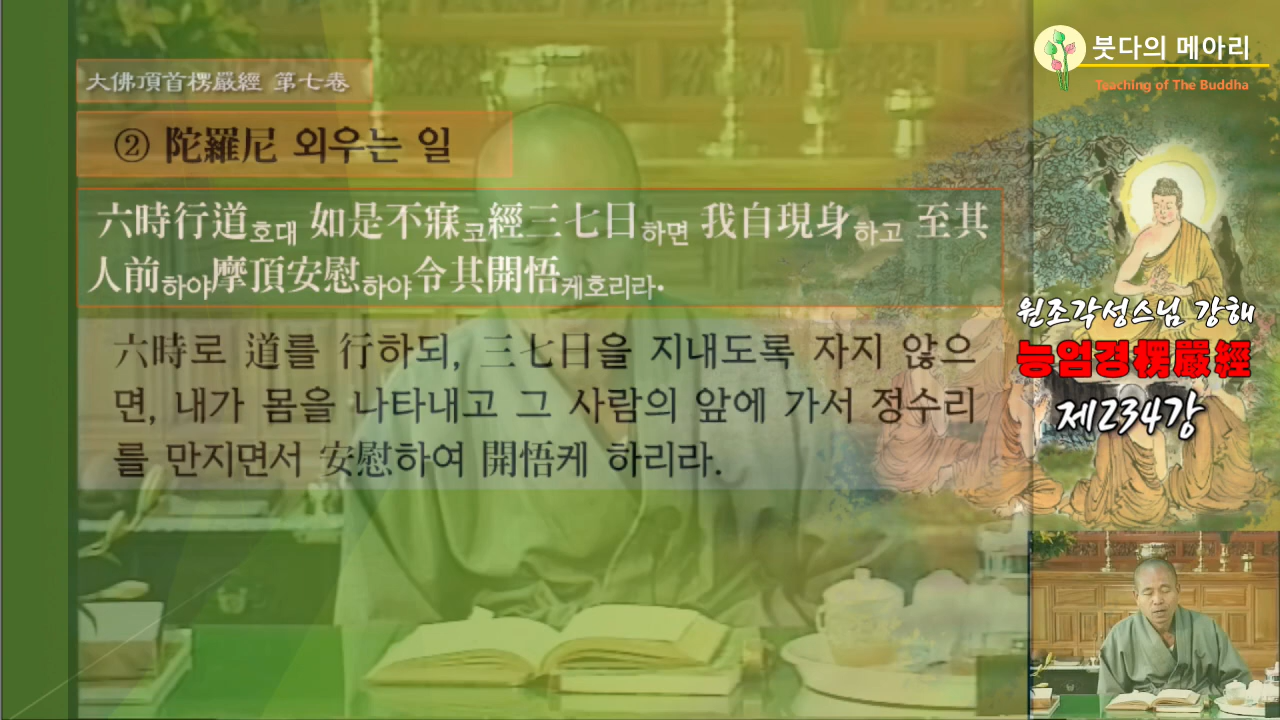 大佛頂首楞嚴經 第七卷
② 陀羅尼 외우는 일
六時行道호대 如是不寐코經三七日하면 我自現身하고 至其
人前하야摩頂安慰하야令其開悟케호리라.
六時로 道를 行하되, 三七日을 지내도록 자지 않으
면, 내가 몸을 나타내고 그 사람의 앞에 가서 정수리
를 만지면서 安慰하여 開悟케 하리라.
붓다의 메아리
Teaching of The Buddha
원조각성스님 강해
능엄경楞嚴經
제234강